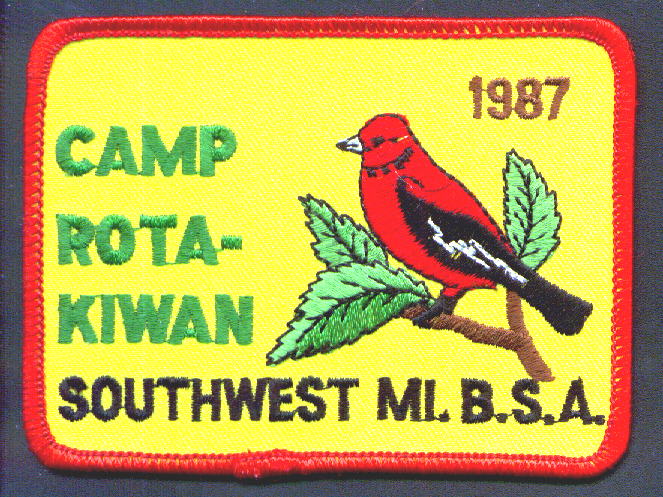 1987
CAMP
ROTA-
KIWAN
SOUTHWEST MI. B.S.A.